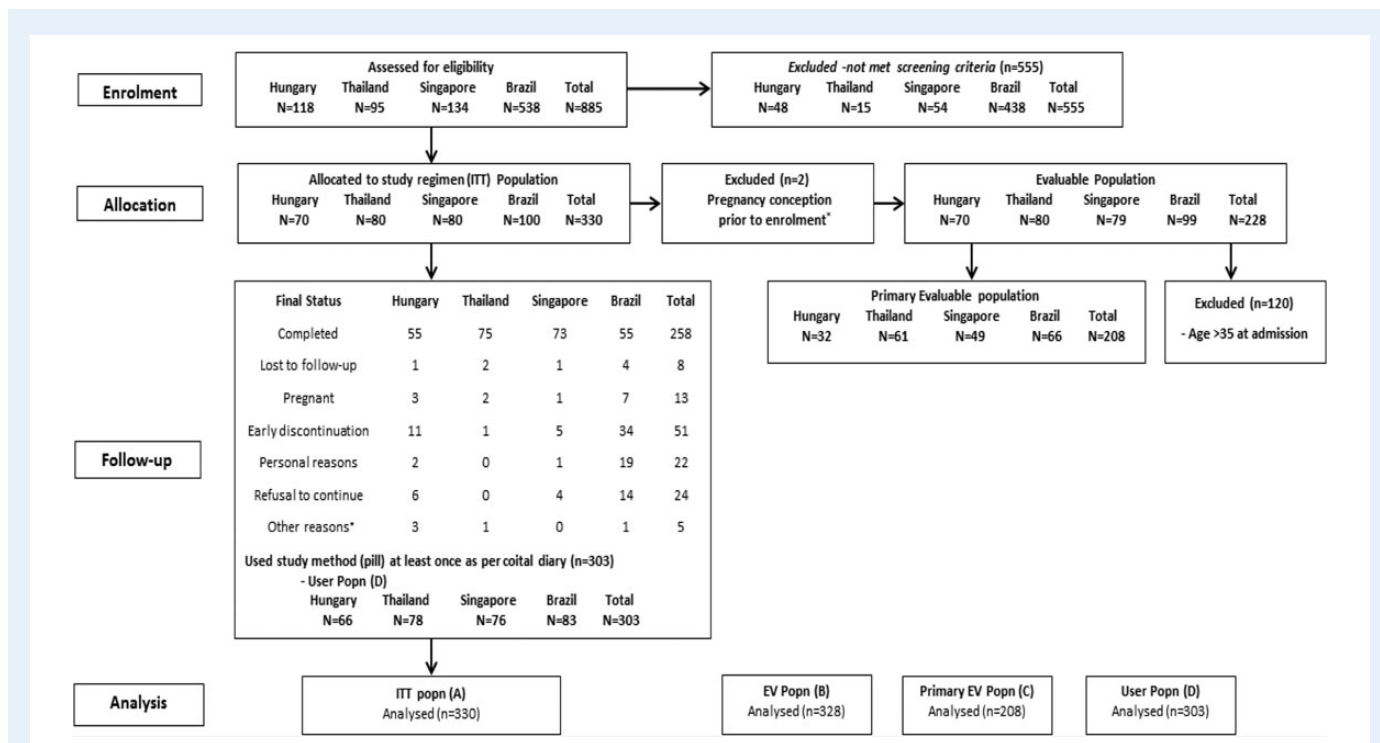 Enrolment
Assessed for eligibility
Hungary Thailand Singapore Brazil Total
N=118 N=95 N=134 N=538 N=885
Excluded -not met screening criteria (n=555)
Hungary Thailand Singapore Brazil Total
N=48 N=15 N=54 N=438 N=555
Allocation
Allocated to study regimen (ITT) Population
Hungary Thailand Singapore Brazil Total
N=70 N=80 N=80 N=100 N=330
Excluded (n=2)
Pregnancy conception
prior to enrolment*
Evaluable Population
Hungary Thailand Singapore Brazil Total
N=70 N=80 N=79 N=99 N=228
Primary Evaluable population
Hungary Thailand Singapore Brazil Total
N=32 N=61 N=49 N=66 N=208
Excluded (n=120)
- Age >35 at admission
Follow-up
Final Status Hungary Thailand Singapore Brazil Total
Completed 55 75 73 55 258
Lost to follow-up 1 2 1 4 8
Pregnant 3 2 1 7 13
Early discontinuation 11 1 5 34 51
Personal reasons 2 0 1 19 22
Refusal to continue 6 0 4 14 24
Other reasons* 3 1 0 1 5
Used study method (pill) at least once as per coital diary (n=303)
- User Popn (D)
Hungary Thailand Singapore Brazil Total
N=66 N=78 N=76 N=83 N=303
Analysis
ITT popn (A)
Analysed (n=330)
EV Popn (B)
Analysed (n=328)
Primary EV Popn (C)
Analysed (n=208)
User Popn (D)
Analysed (n=303)